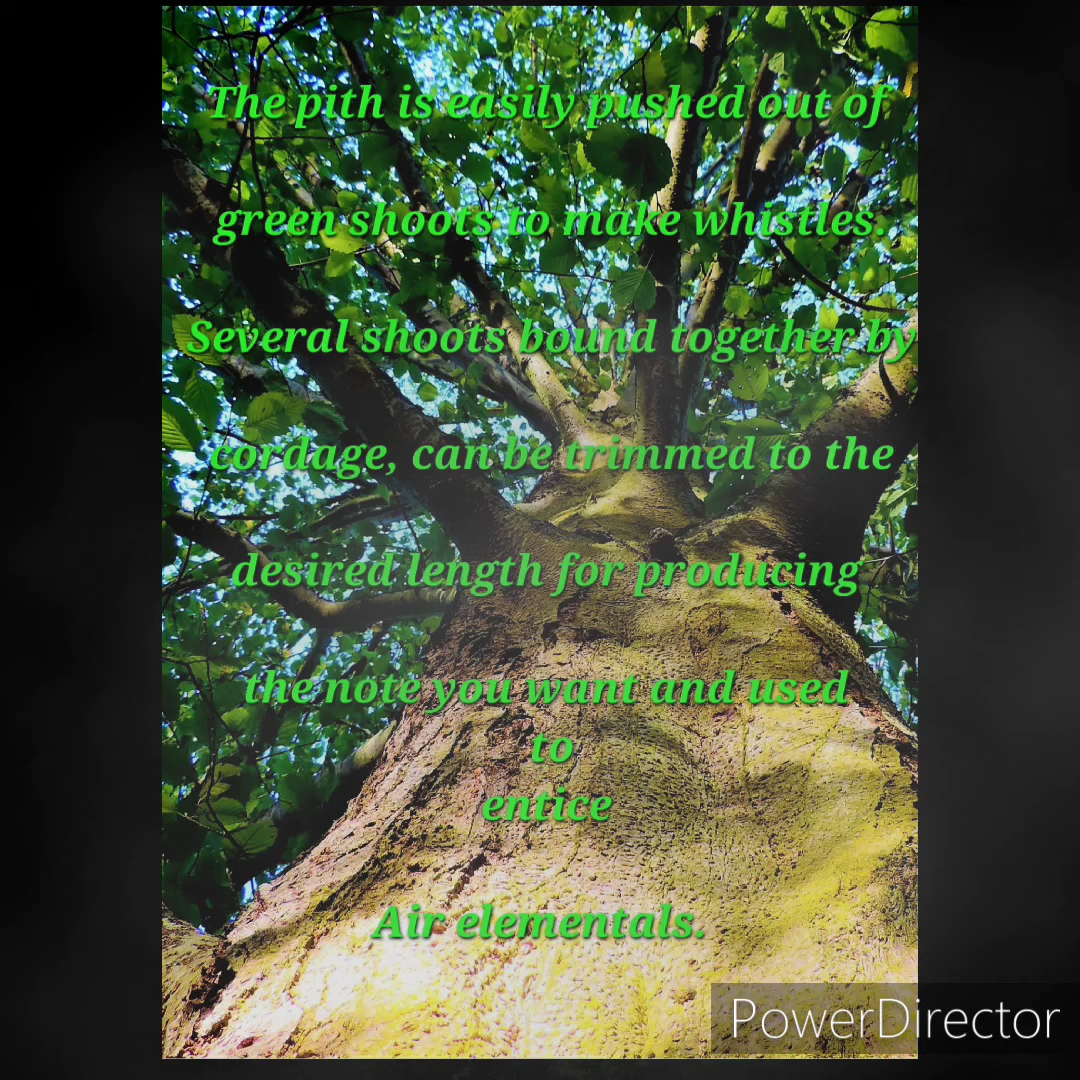 The pith is easily pushed out of
green shoots to make whistles.
Several shoots bound together by
cordage, can be trimmed to the
desired length for producing
the note you want and used
to
entice
Air elementals.
PowerDirector